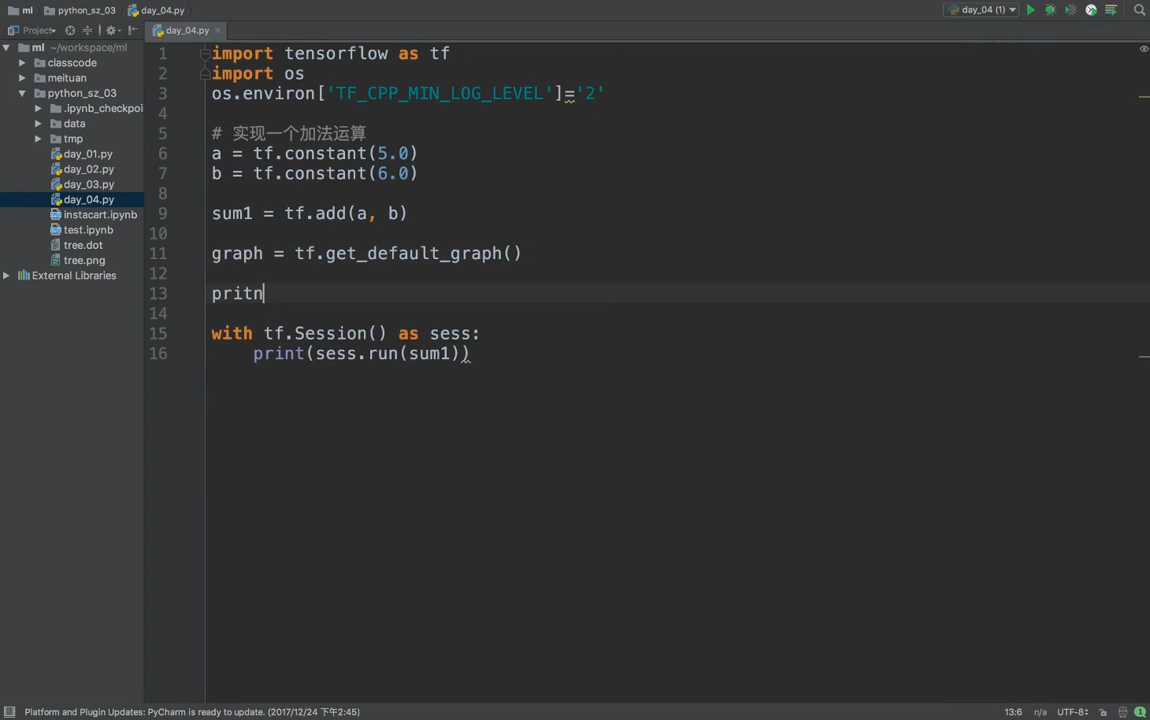 ml
python_sz_03
day_04.py
day_04 (1)
Project
day_04.py
ml ~/workspace/ml
classcode
meituan
python_sz_03
.ipynb_checkpoi
data
tmp
day_01.py
day_02.py
day_03.py
day_04.py
instacart.ipynb
test.ipynb
tree.dot
tree.png
External Libraries
1 import tensorflow as tf
2 import os
3 os.environ['TF_CPP_MIN_LOG_LEVEL']='2'
4
5 # 实现一个加法运算
6 a = tf.constant(5.0)
7 b = tf.constant(6.0)
8
9 sum1 = tf.add(a, b)
10
11 graph = tf.get_default_graph()
12
13 pritn
14
15 with tf.Session() as sess:
16 print(sess.run(sum1))
Platform and Plugin Updates: PyCharm is ready to update. (2017/12/24 下午2:45)
13:6 n/a UTF-8 1